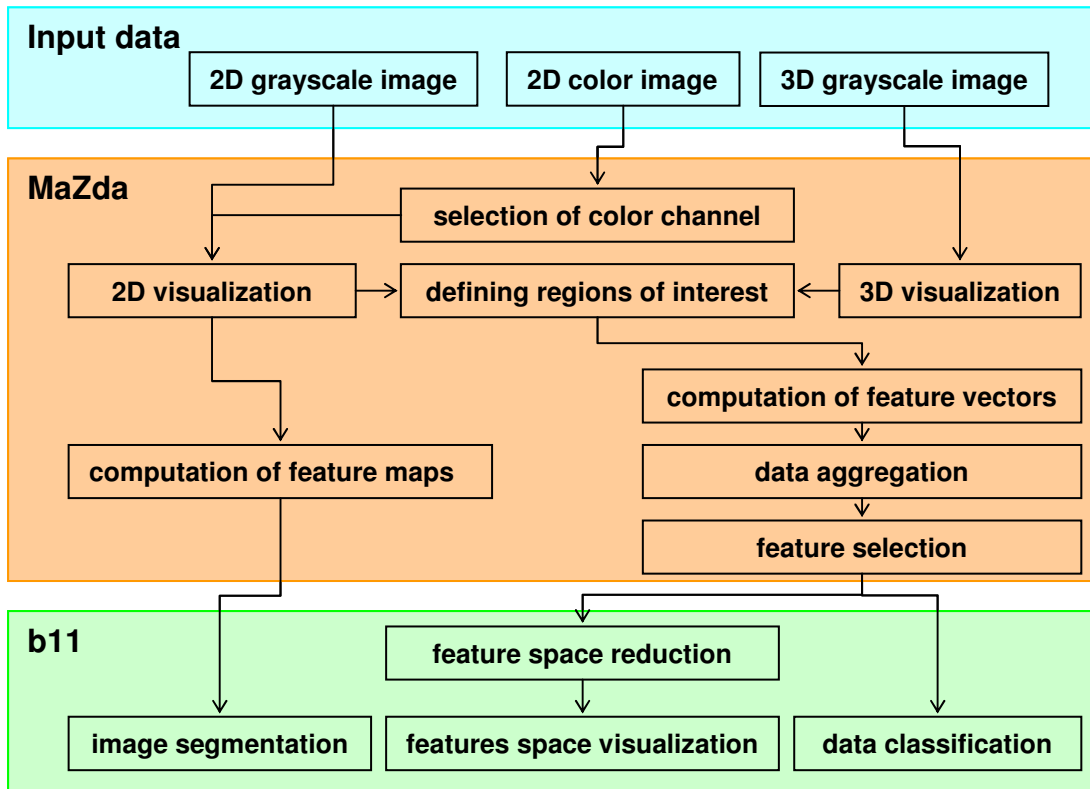 Input data
2D grayscale image
2D color image
3D grayscale image
MaZda
selection of color channel
2D visualization
defining regions of interest
3D visualization
computation of feature vectors
computation of feature maps
data aggregation
feature selection
b11
feature space reduction
image segmentation
features space visualization
data classification